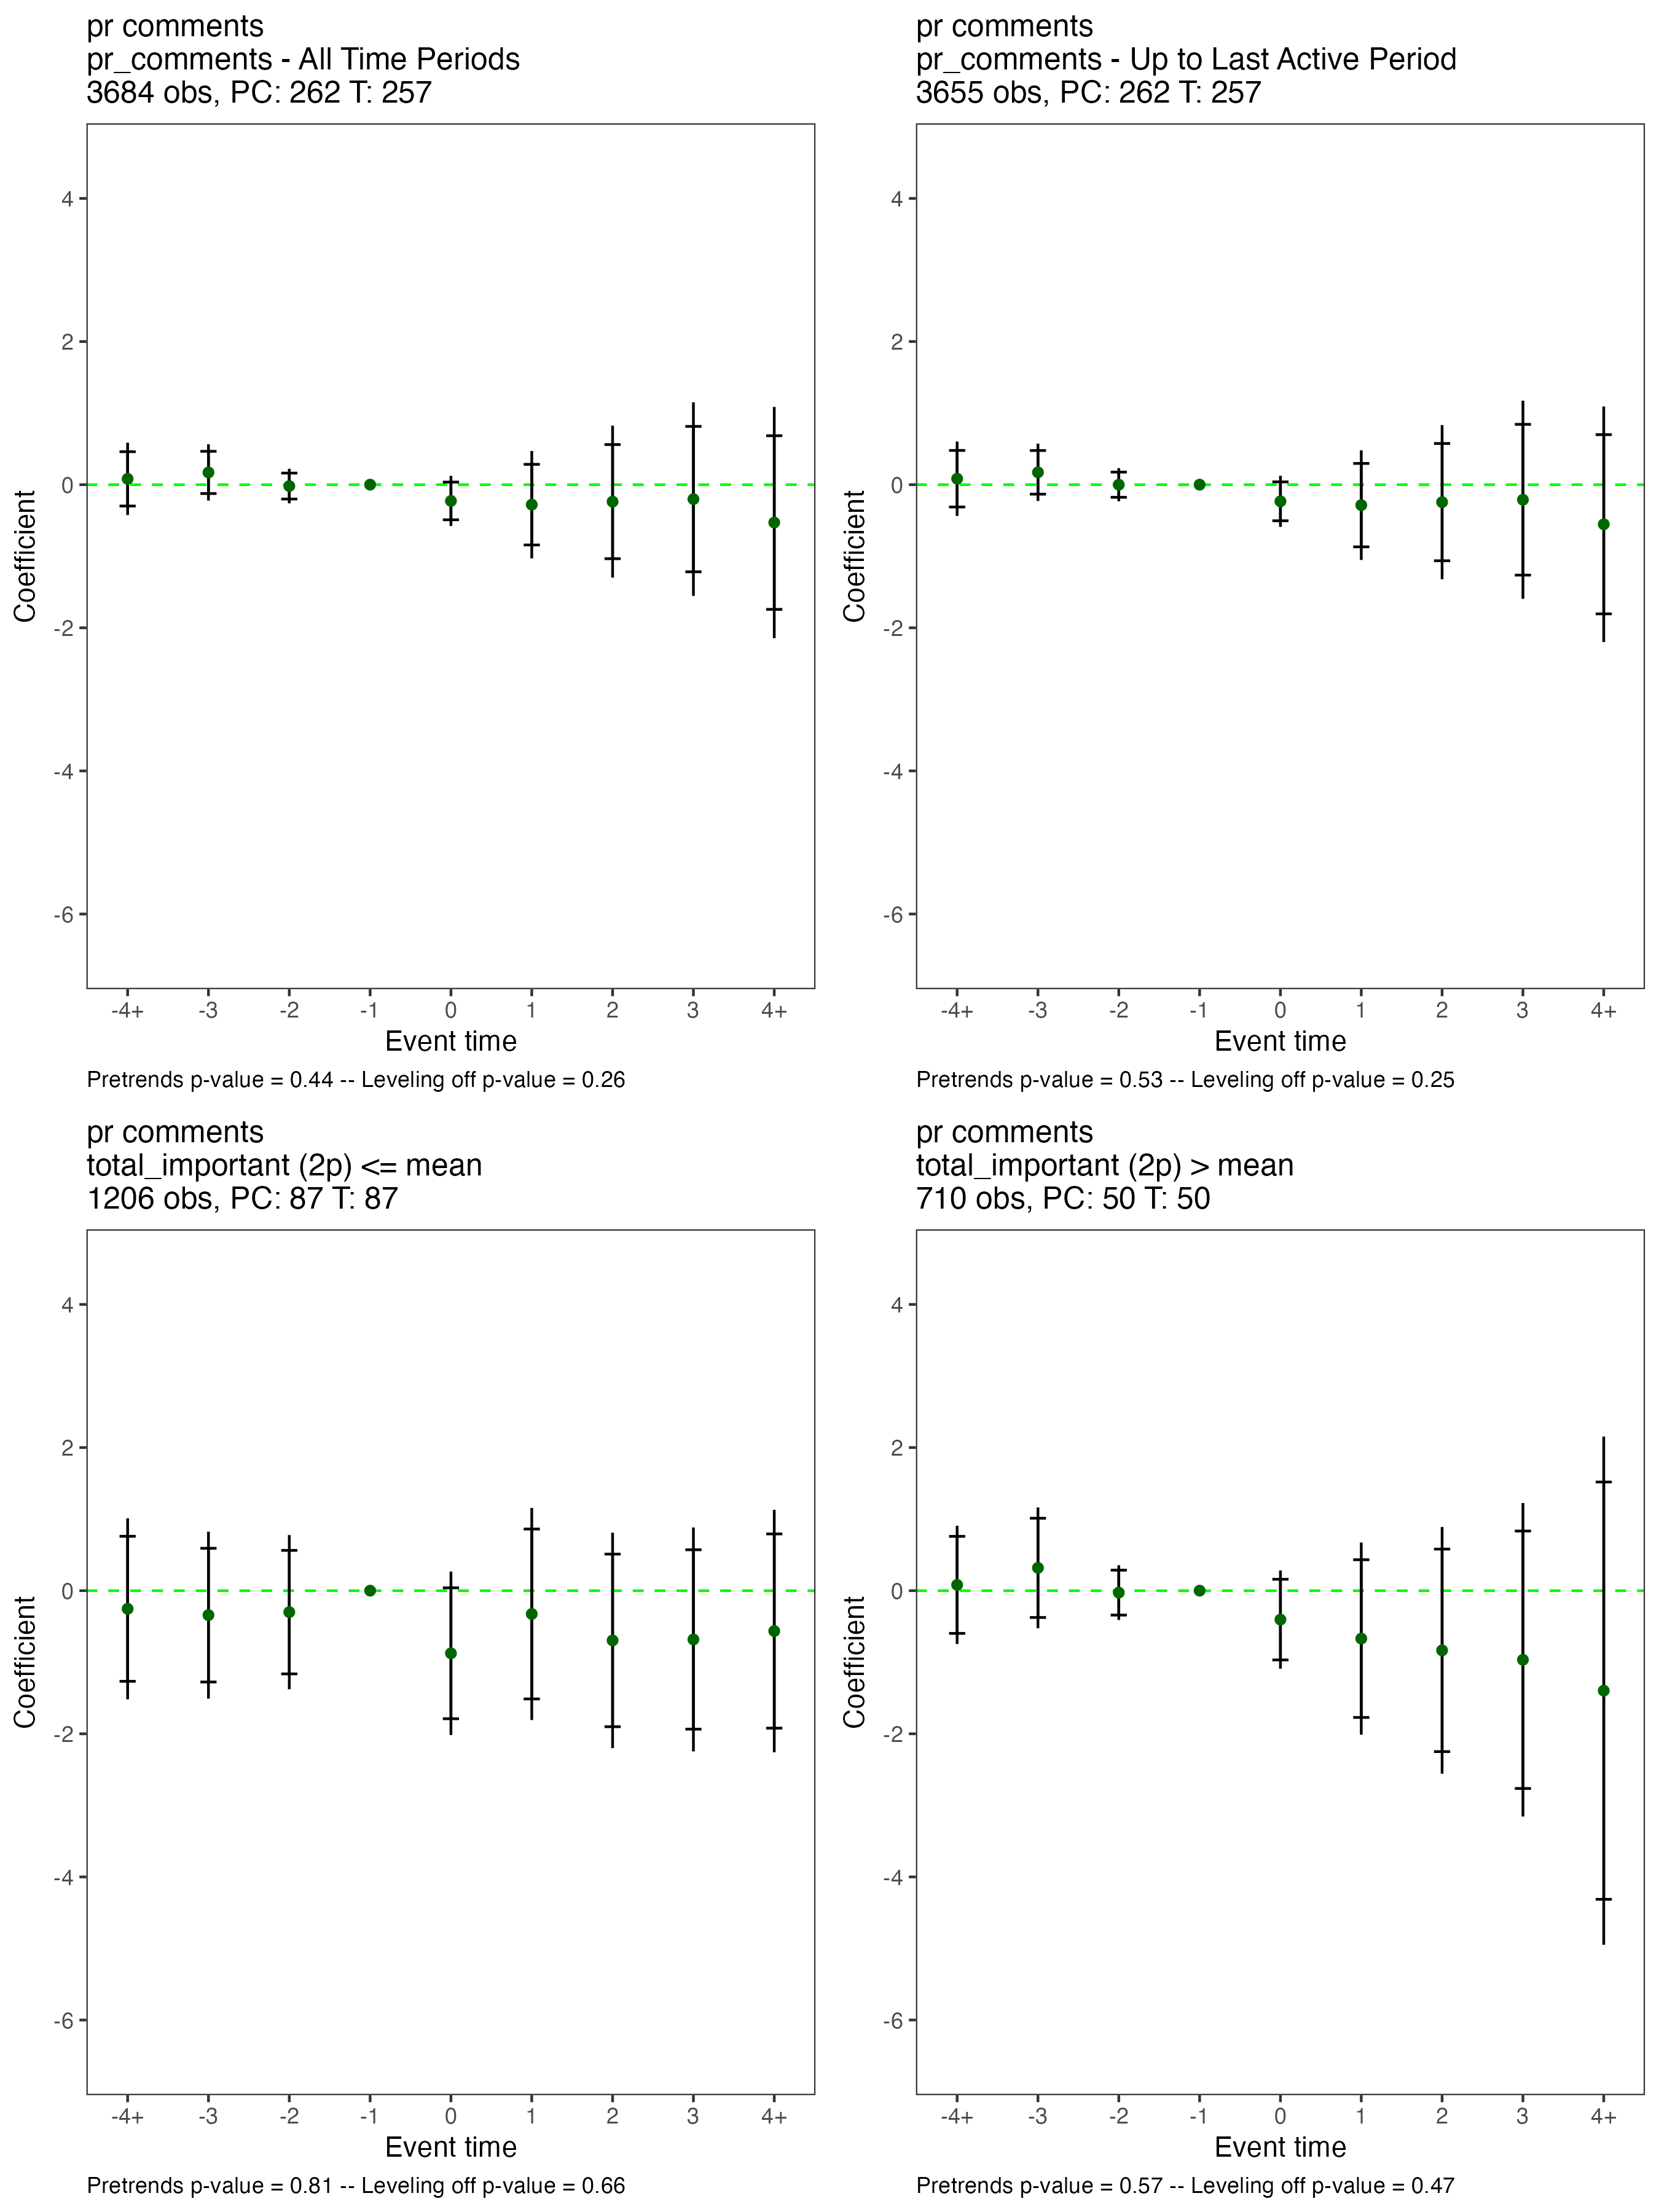 pr comments
pr_comments - All Time Periods
3684 obs, PC: 262 T: 257
Coefficient
4
2
0
-2
-4
-6
-4+ -3 -2 -1 0 1 2 3 4+
Event time
Pretrends p-value = 0.44 -- Leveling off p-value = 0.26
pr comments
pr_comments - Up to Last Active Period
3655 obs, PC: 262 T: 257
Coefficient
4
2
0
-2
-4
-6
-4+ -3 -2 -1 0 1 2 3 4+
Event time
Pretrends p-value = 0.53 -- Leveling off p-value = 0.25
pr comments
total_important (2p) <= mean
1206 obs, PC: 87 T: 87
Coefficient
4
2
0
-2
-4
-6
-4+ -3 -2 -1 0 1 2 3 4+
Event time
Pretrends p-value = 0.81 -- Leveling off p-value = 0.66
pr comments
total_important (2p) > mean
710 obs, PC: 50 T: 50
Coefficient
4
2
0
-2
-4
-6
-4+ -3 -2 -1 0 1 2 3 4+
Event time
Pretrends p-value = 0.57 -- Leveling off p-value = 0.47